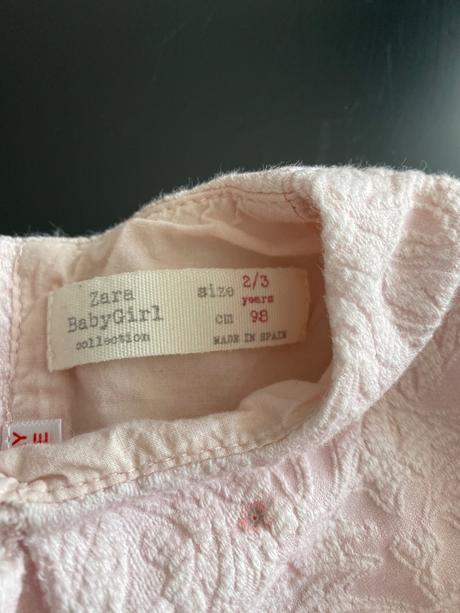 Zara
BabyGirl
collection
size 2/3
years
cm 98
MADE IN SPAIN